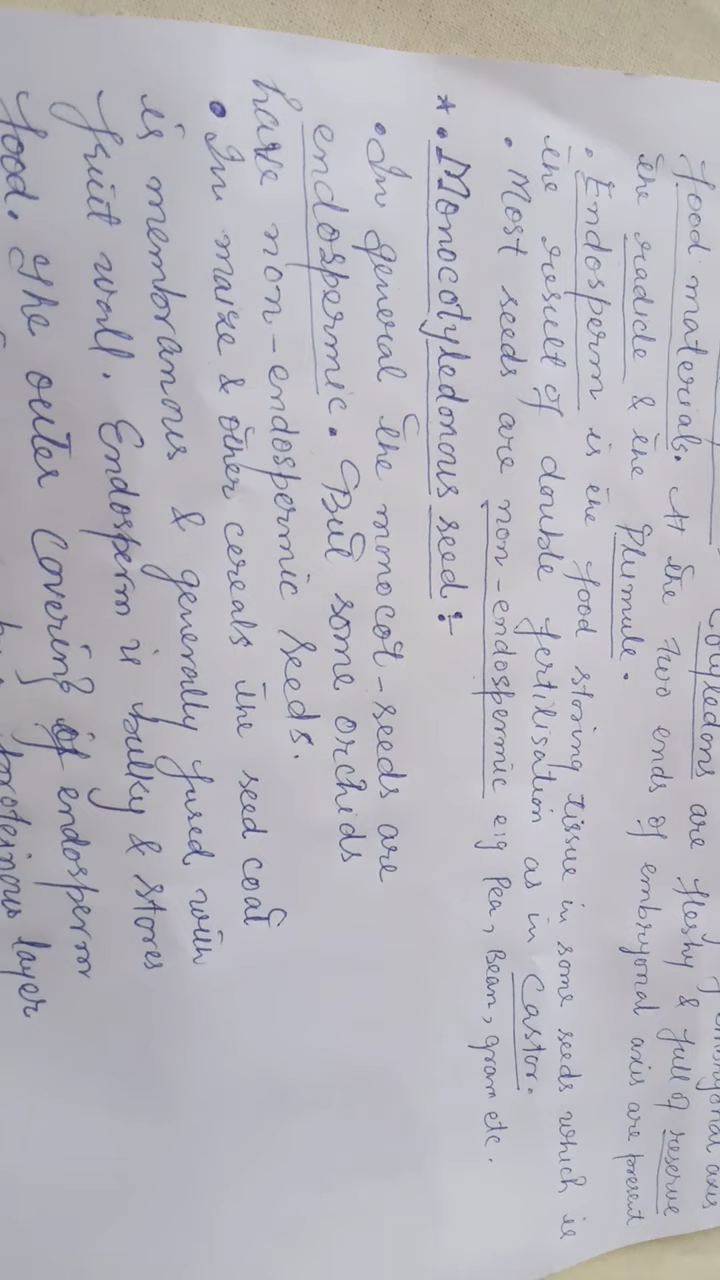 Cotyledons are fleshy & full of reserve
food materials. At the two ends of embryonal axis are present
the radicle & the plumule.
• Endosperm is the food storing tissue in some seeds which is
the result of double fertilisation as in Castor.
• Most seeds are non-endospermic e.g Pea, Bean, gram etc.
* • Monocotyledonous seed :-
• In general the monocot-seeds are
endospermic. But some orchids
have non-endospermic seeds.
• In maize & other cereals the seed coat
is membranous & generally fused with
fruit wall. Endosperm is bulky & stores
food. The outer covering of endosperm
proteinous layer